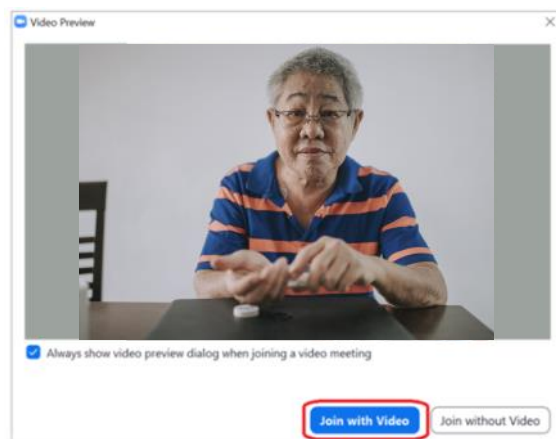 Video Preview
Always show video preview dialog when joining a video meeting
Join with Video
Join without Video